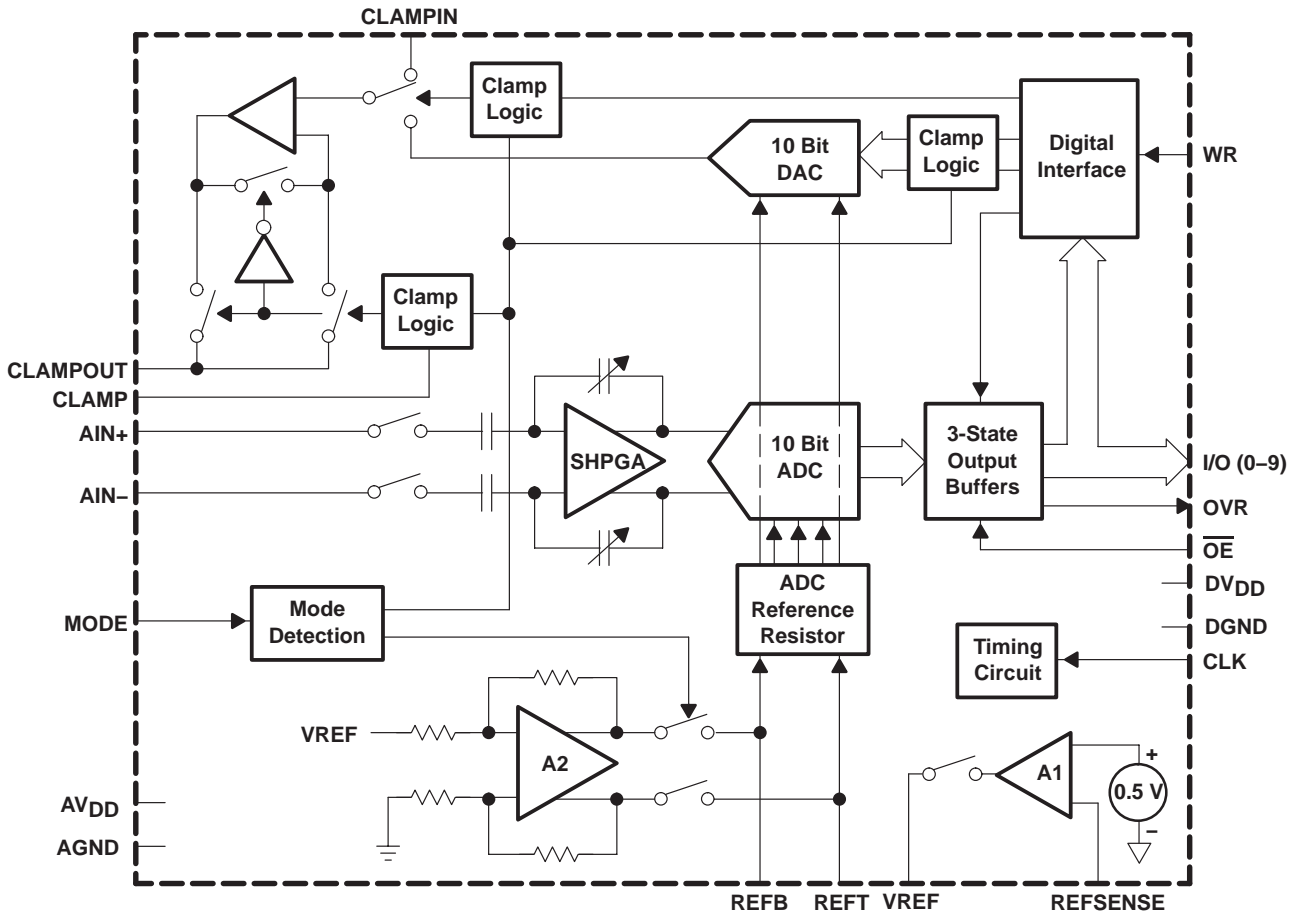 CLAMPIN
Clamp
Logic
10 Bit
DAC
Clamp
Logic
Digital
Interface
WR
Clamp
Logic
CLAMPOUT
CLAMP
AIN+
AIN–
SHPGA
10 Bit
ADC
3-State
Output
Buffers
I/O (0–9)
OVR
OE
DVDD
DGND
CLK
MODE
Mode
Detection
ADC
Reference
Resistor
Timing
Circuit
VREF
A2
A1
+
0.5 V
–
AVDD
AGND
REFB
REFT
VREF
REFSENSE